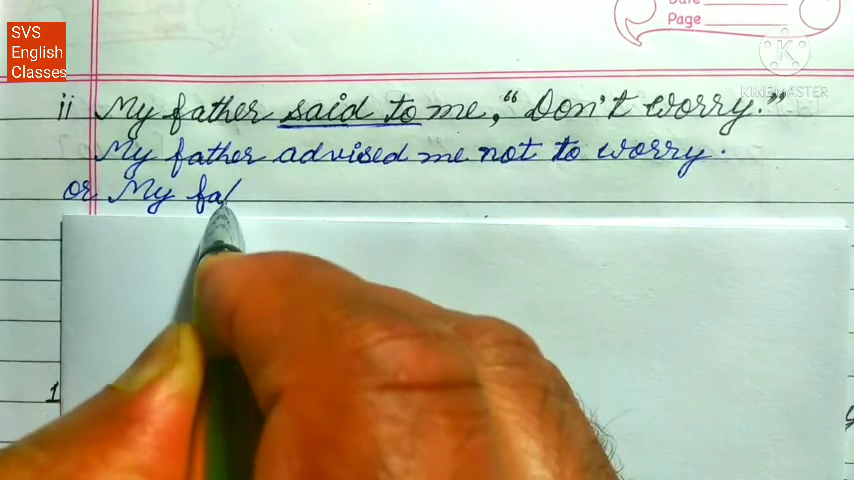 SVS
English
Classes
Date
Page
KINEMASTER
ii My father said to me, "Don't worry."
My father advised me not to worry.
or My fa
1